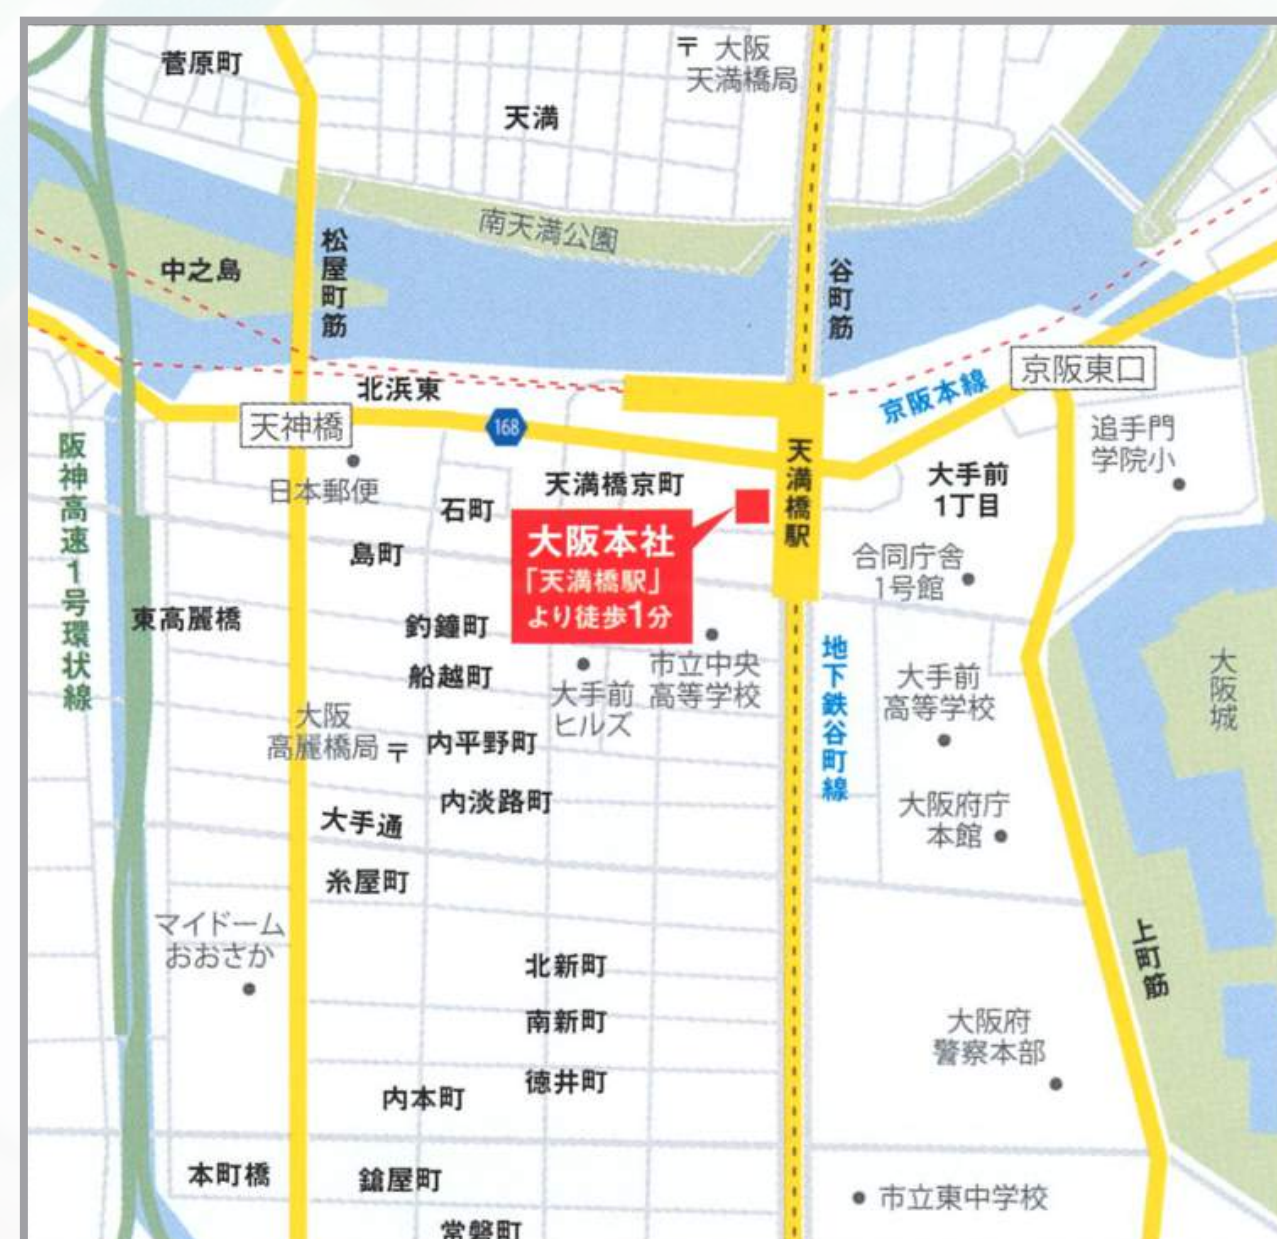 菅原町
〒 大阪
天満橋局
天満
南天満公園
中之島
松屋町筋
谷町筋
北浜東
京阪東口
京阪本線
天神橋
168
追手門
学院小
阪神高速1号環状線
日本郵便
天満橋京町
天満橋駅
大手前
1丁目
石町
大阪本社
「天満橋駅」
より徒歩1分
島町
合同庁舎
1号館
東高麗橋
釣鐘町
船越町
大手前
ヒルズ
市立中央
高等学校
地下鉄谷町線
大手前
高等学校
大阪城
大阪
高麗橋局 〒
内平野町
内淡路町
大阪府庁
本館
大手通
糸屋町
マイドーム
おおさか
北新町
上町筋
南新町
大阪府
警察本部
徳井町
内本町
本町橋
鎗屋町
市立東中学校
常磐町